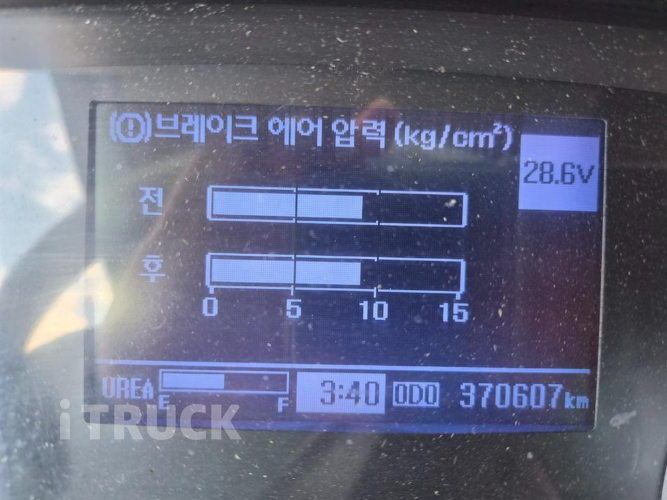 (!)브레이크 에어 압력 (kg/cm²)
28.6V
전
후
0 5 10 15
UREA E F 3:40 ODO 370607km
iTRUCK